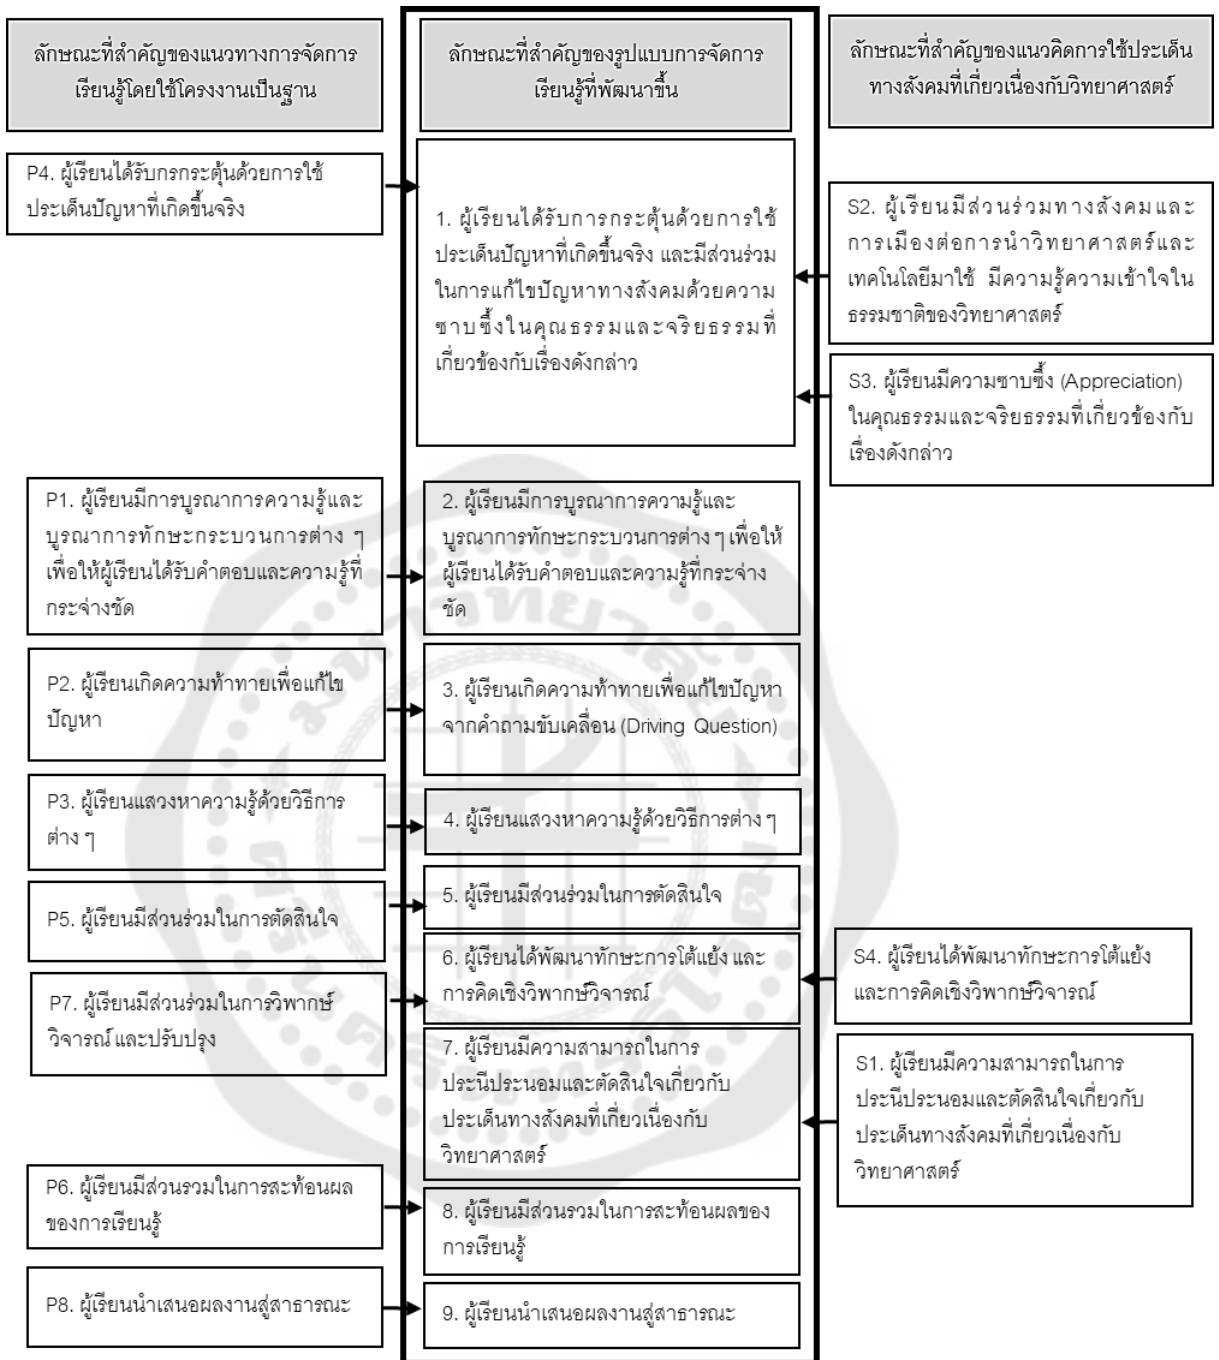 ลักษณะที่สำคัญของแนวทางการจัดการ
เรียนรู้โดยใช้โครงงานเป็นฐาน
ลักษณะที่สำคัญของรูปแบบการจัดการ
เรียนรู้ที่พัฒนาขึ้น
ลักษณะที่สำคัญของแนวคิดการใช้ประเด็น
ทางสังคมที่เกี่ยวเนื่องกับวิทยาศาสตร์
P4. ผู้เรียนได้รับกรกระตุ้นด้วยการใช้
ประเด็นปัญหาที่เกิดขึ้นจริง
1. ผู้เรียนได้รับการกระตุ้นด้วยการใช้
ประเด็นปัญหาที่เกิดขึ้นจริง และมีส่วนร่วม
ในการแก้ไขปัญหาทางสังคมด้วยความ
ซาบซึ้งในคุณธรรมและจริยธรรมที่
เกี่ยวข้องกับเรื่องดังกล่าว
S2. ผู้เรียนมีส่วนร่วมทางสังคมและ
การเมืองต่อการนำวิทยาศาสตร์และ
เทคโนโลยีมาใช้ มีความรู้ความเข้าใจใน
ธรรมชาติของวิทยาศาสตร์
S3. ผู้เรียนมีความซาบซึ้ง (Appreciation)
ในคุณธรรมและจริยธรรมที่เกี่ยวข้องกับ
เรื่องดังกล่าว
P1. ผู้เรียนมีการบูรณาการความรู้และ
บูรณาการทักษะกระบวนการต่าง ๆ
เพื่อให้ผู้เรียนได้รับคำตอบและความรู้ที่
กระจ่างชัด
2. ผู้เรียนมีการบูรณาการความรู้และ
บูรณาการทักษะกระบวนการต่าง ๆ เพื่อให้
ผู้เรียนได้รับคำตอบและความรู้ที่กระจ่าง
ชัด
P2. ผู้เรียนเกิดความท้าทายเพื่อแก้ไข
ปัญหา
3. ผู้เรียนเกิดความท้าทายเพื่อแก้ไขปัญหา
จากคำถามขับเคลื่อน (Driving Question)
P3. ผู้เรียนแสวงหาความรู้ด้วยวิธีการ
ต่าง ๆ
4. ผู้เรียนแสวงหาความรู้ด้วยวิธีการต่าง ๆ
P5. ผู้เรียนมีส่วนร่วมในการตัดสินใจ
5. ผู้เรียนมีส่วนร่วมในการตัดสินใจ
P7. ผู้เรียนมีส่วนร่วมในการวิพากษ์
วิจารณ์ และปรับปรุง
6. ผู้เรียนได้พัฒนาทักษะการโต้แย้ง และ
การคิดเชิงวิพากษ์วิจารณ์
S4. ผู้เรียนได้พัฒนาทักษะการโต้แย้ง
และการคิดเชิงวิพากษ์วิจารณ์
7. ผู้เรียนมีความสามารถในการ
ประนีประนอมและตัดสินใจเกี่ยวกับ
ประเด็นทางสังคมที่เกี่ยวเนื่องกับ
วิทยาศาสตร์
S1. ผู้เรียนมีความสามารถในการ
ประนีประนอมและตัดสินใจเกี่ยวกับ
ประเด็นทางสังคมที่เกี่ยวเนื่องกับ
วิทยาศาสตร์
P6. ผู้เรียนมีส่วนรวมในการสะท้อนผล
ของการเรียนรู้
8. ผู้เรียนมีส่วนรวมในการสะท้อนผลของ
การเรียนรู้
P8. ผู้เรียนนำเสนอผลงานสู่สาธารณะ
9. ผู้เรียนนำเสนอผลงานสู่สาธารณะ
มหาวิทยาลัย
ศรีนครินทรวิโรฒ